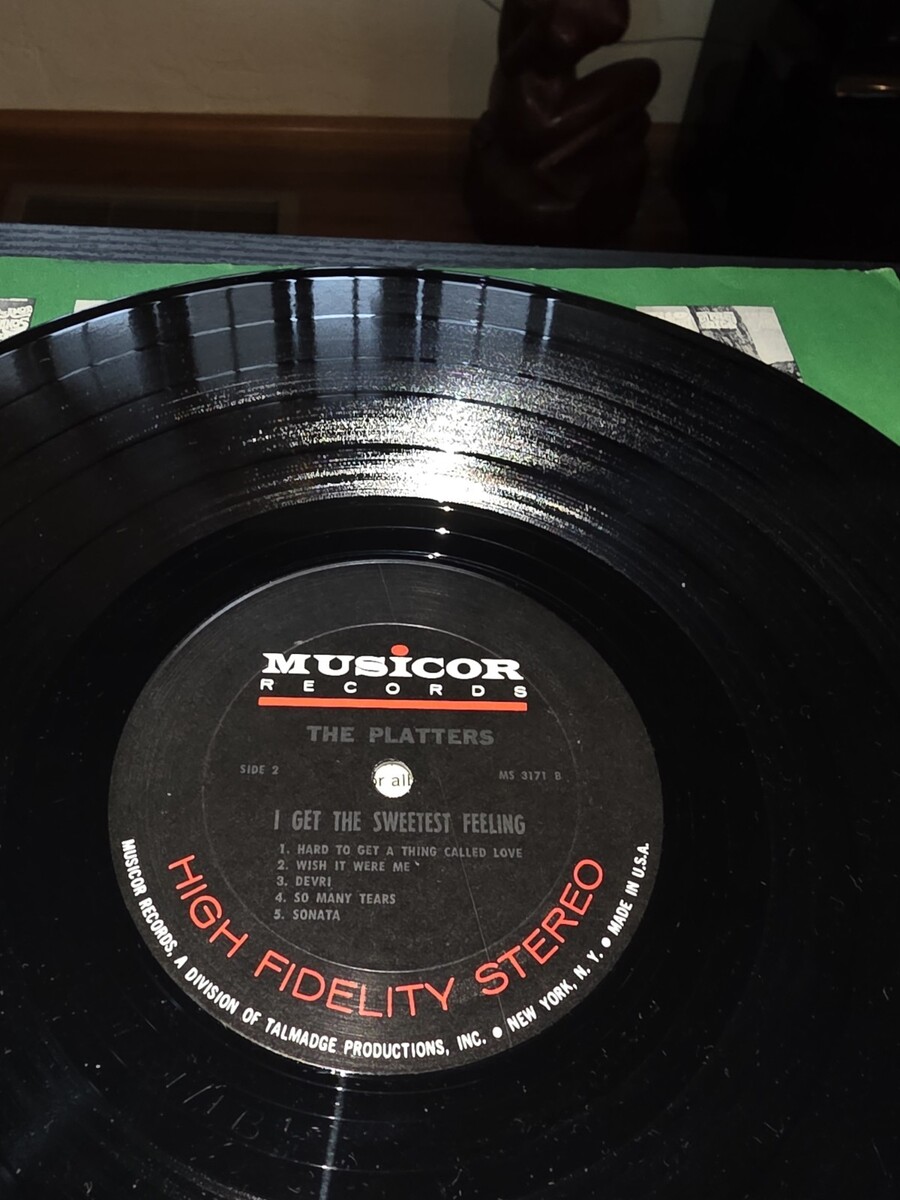 MUSiCOR
RECORDS
THE PLATTERS
SIDE 2
MS 3171 B
I GET THE SWEETEST FEELING
1. HARD TO GET A THING CALLED LOVE
2. WISH IT WERE ME
3. DEVRI
4. SO MANY TEARS
5. SONATA
HIGH FIDELITY STEREO
MUSICOR RECORDS, A DIVISION OF TALMADGE PRODUCTIONS, INC. ● NEW YORK, N. Y. ● MADE IN U.S.A.